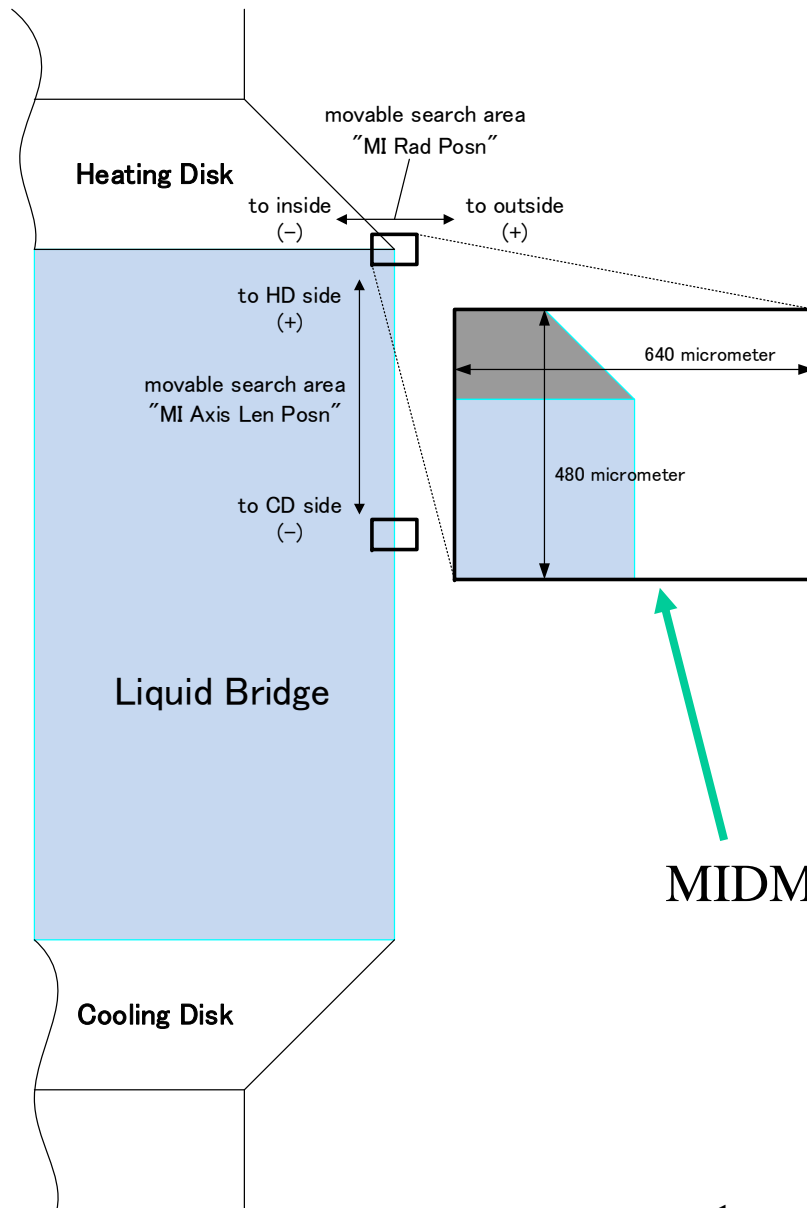 movable search area
"MI Rad Posn"
Heating Disk
to inside
(-)
to outside
(+)
to HD side
(+)
640 micrometer
movable search area
"MI Axis Len Posn"
480 micrometer
to CD side
(-)
Liquid Bridge
MIDM
Cooling Disk